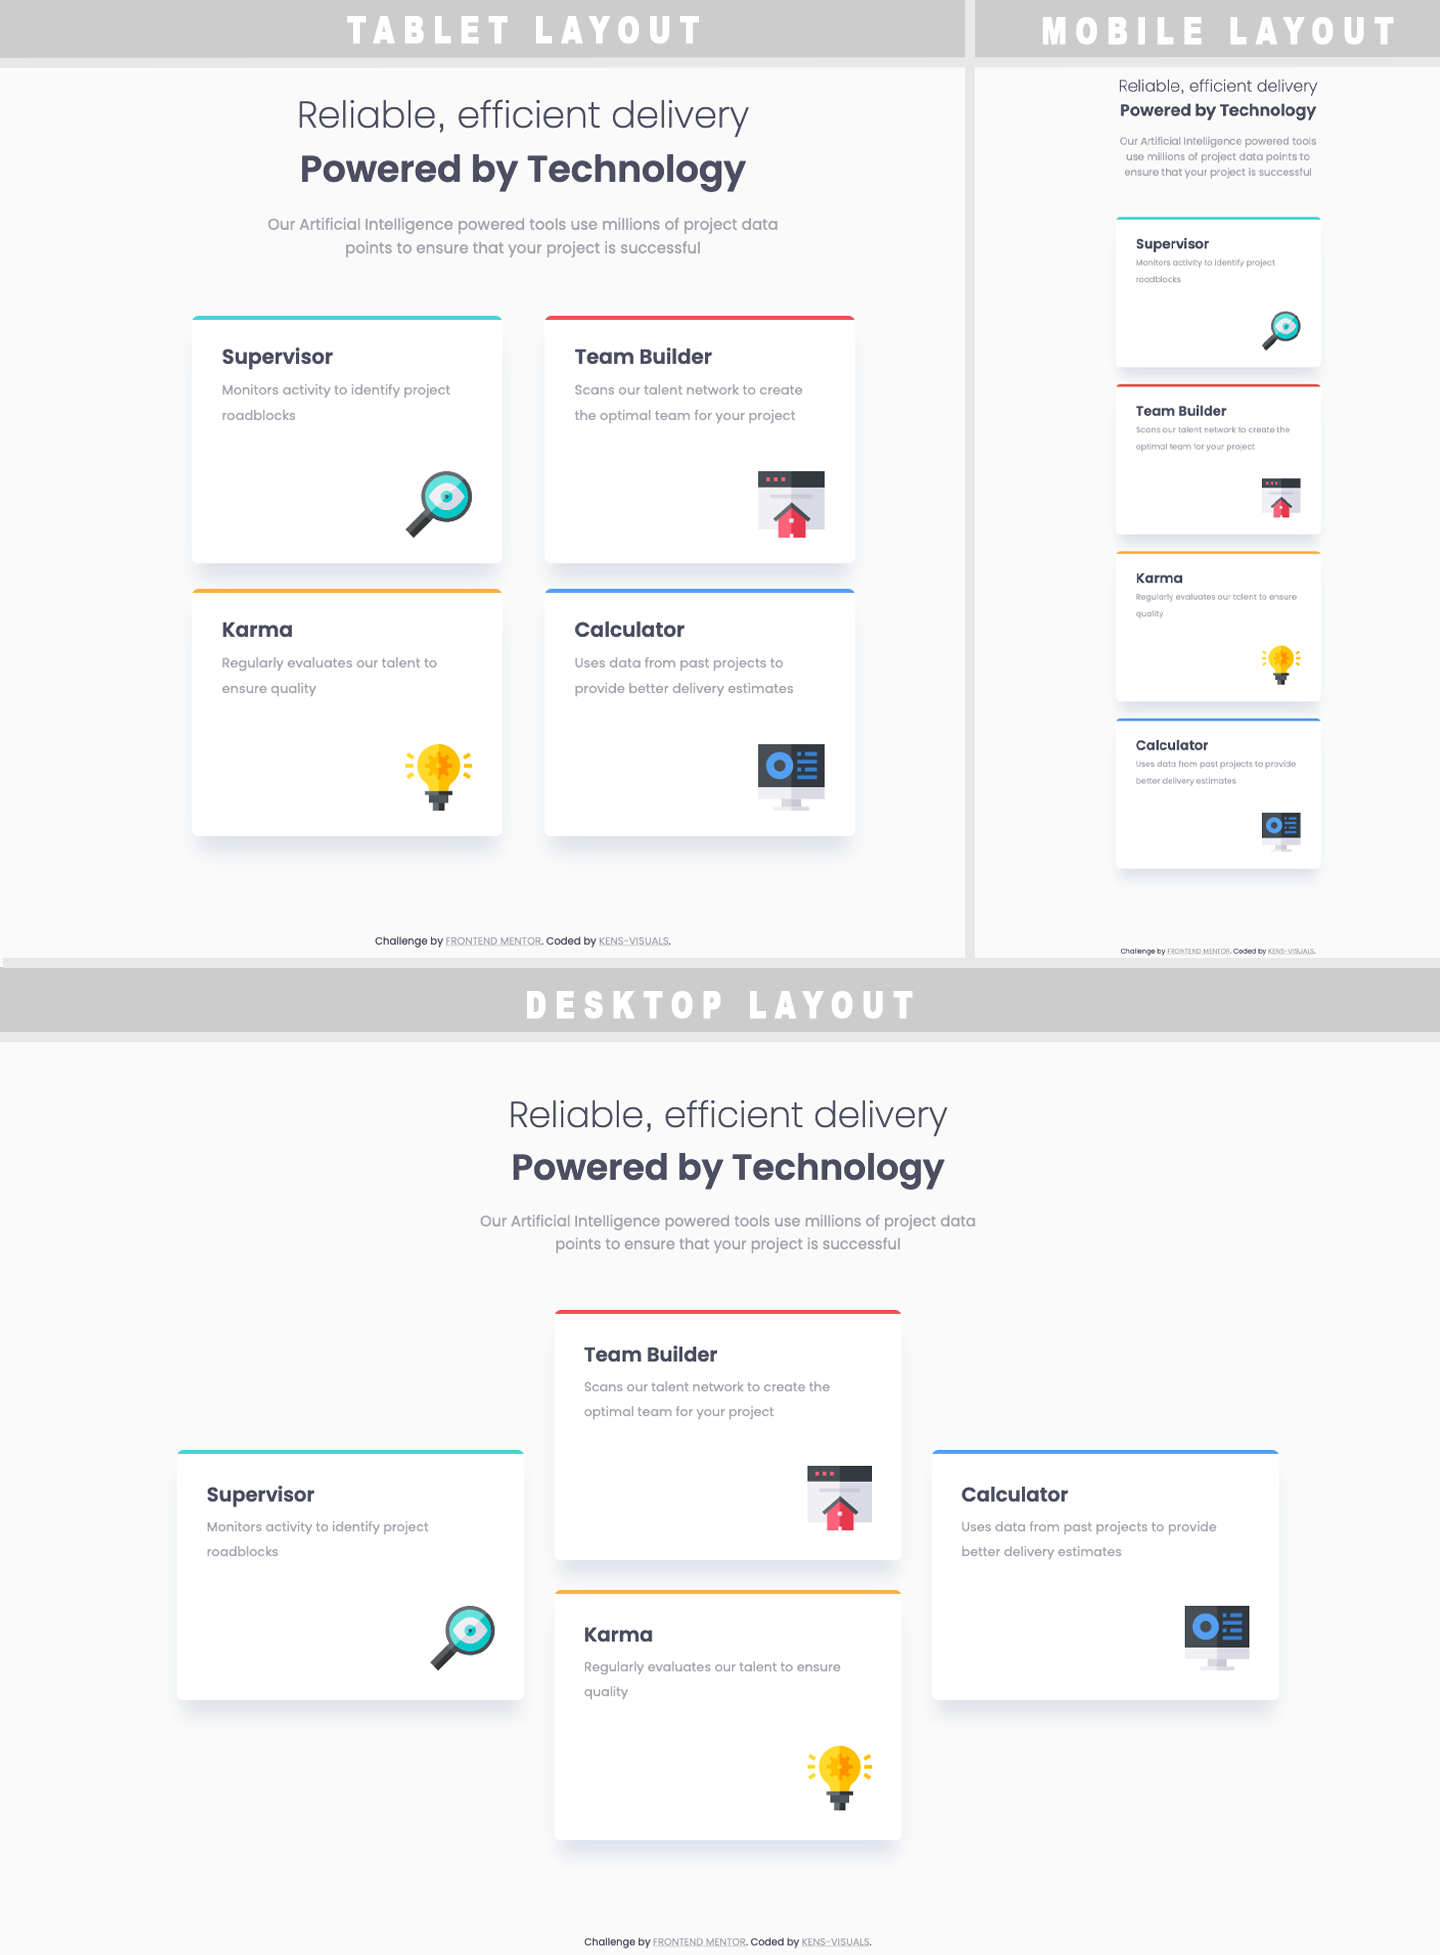 TABLET LAYOUT
Reliable, efficient delivery
Powered by Technology
Our Artificial Intelligence powered tools use millions of project data
points to ensure that your project is successful
Supervisor
Monitors activity to identify project
roadblocks
Team Builder
Scans our talent network to create
the optimal team for your project
Karma
Regularly evaluates our talent to
ensure quality
Calculator
Uses data from past projects to
provide better delivery estimates
Challenge by FRONTEND MENTOR. Coded by KENS-VISUALS.
MOBILE LAYOUT
Reliable, efficient delivery
Powered by Technology
Our Artificial Intelligence powered tools
use millions of project data points to
ensure that your project is successful
Supervisor
Monitors activity to identify project
roadblocks
Team Builder
Scans our talent network to create the
optimal team for your project
Karma
Regularly evaluates our talent to ensure
quality
Calculator
Uses data from past projects to provide
better delivery estimates
Challenge by FRONTEND MENTOR. Coded by KENS-VISUALS.
DESKTOP LAYOUT
Reliable, efficient delivery
Powered by Technology
Our Artificial Intelligence powered tools use millions of project data
points to ensure that your project is successful
Supervisor
Monitors activity to identify project
roadblocks
Team Builder
Scans our talent network to create the
optimal team for your project
Karma
Regularly evaluates our talent to ensure
quality
Calculator
Uses data from past projects to provide
better delivery estimates
Challenge by FRONTEND MENTOR. Coded by KENS-VISUALS.